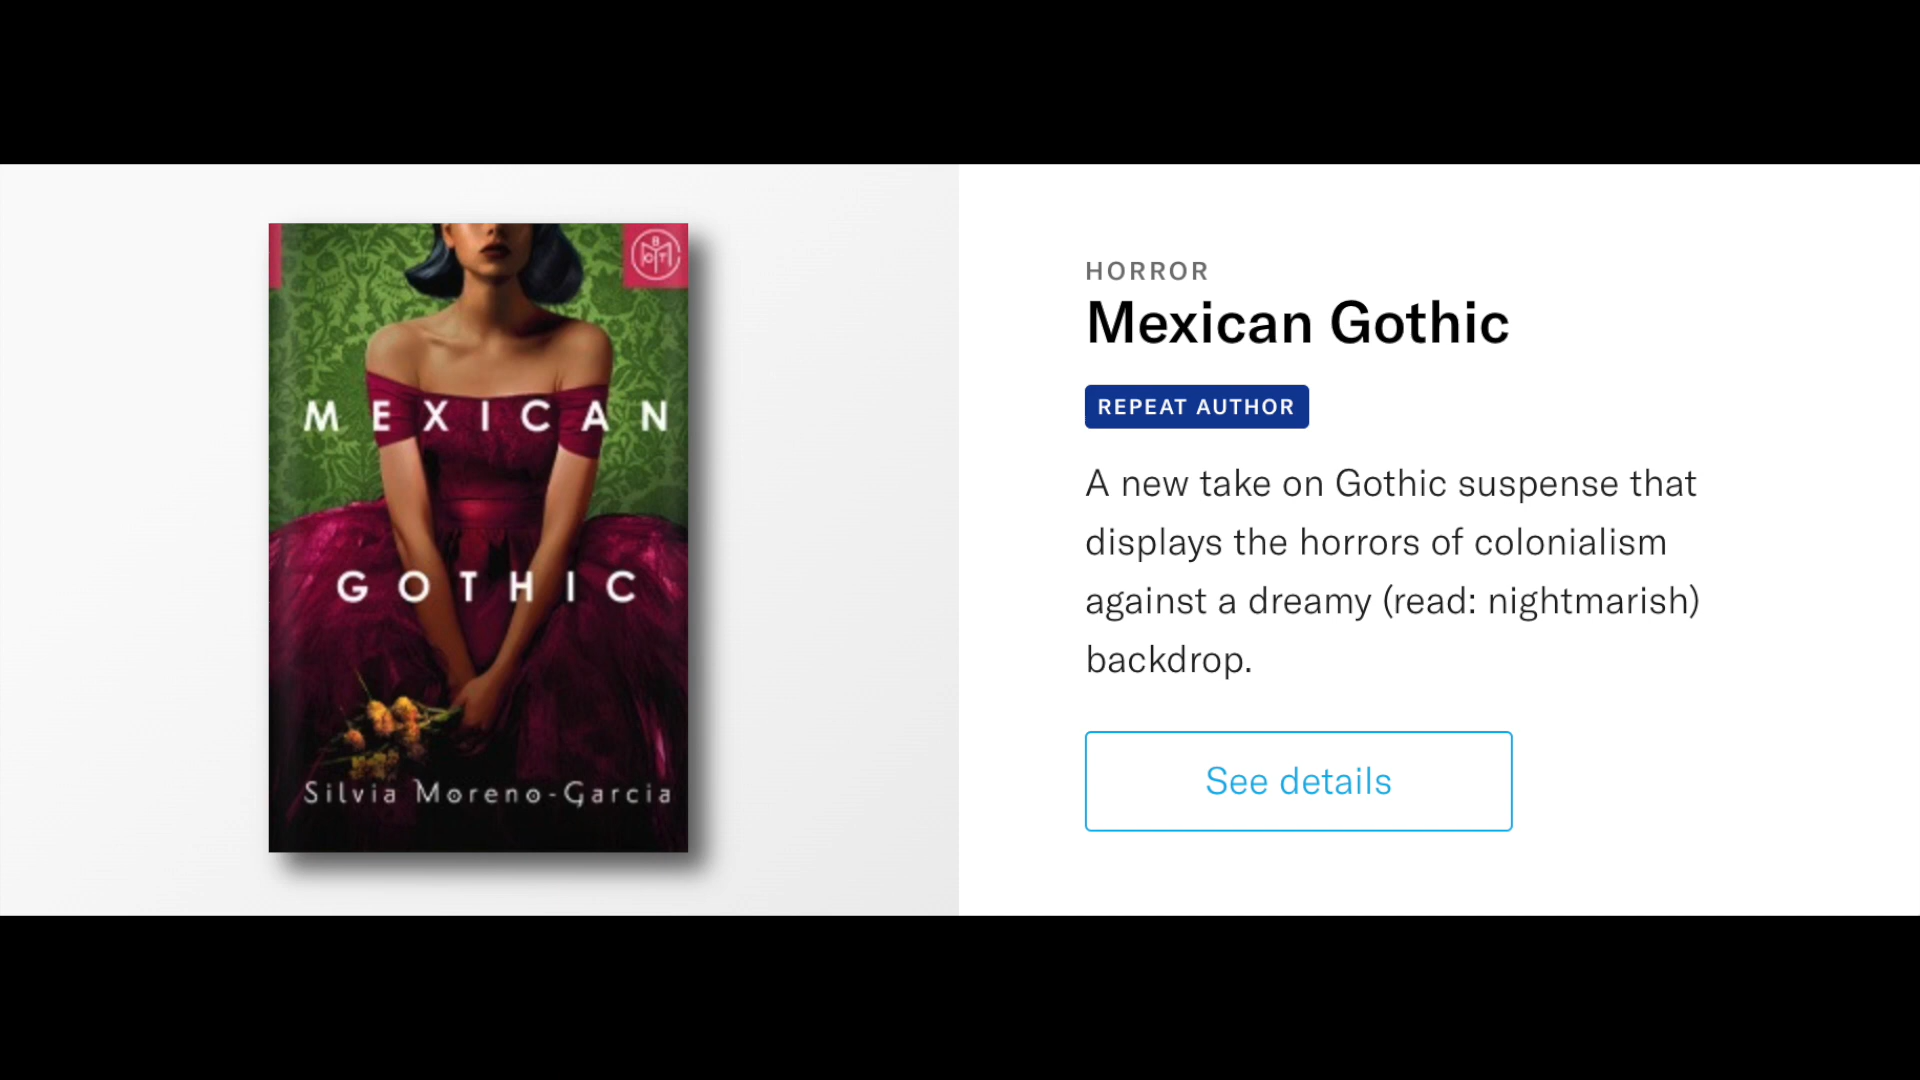 MEXICAN
GOTHIC
Silvia Moreno-Garcia
HORROR
Mexican Gothic
REPEAT AUTHOR
A new take on Gothic suspense that
displays the horrors of colonialism
against a dreamy (read: nightmarish)
backdrop.
See details